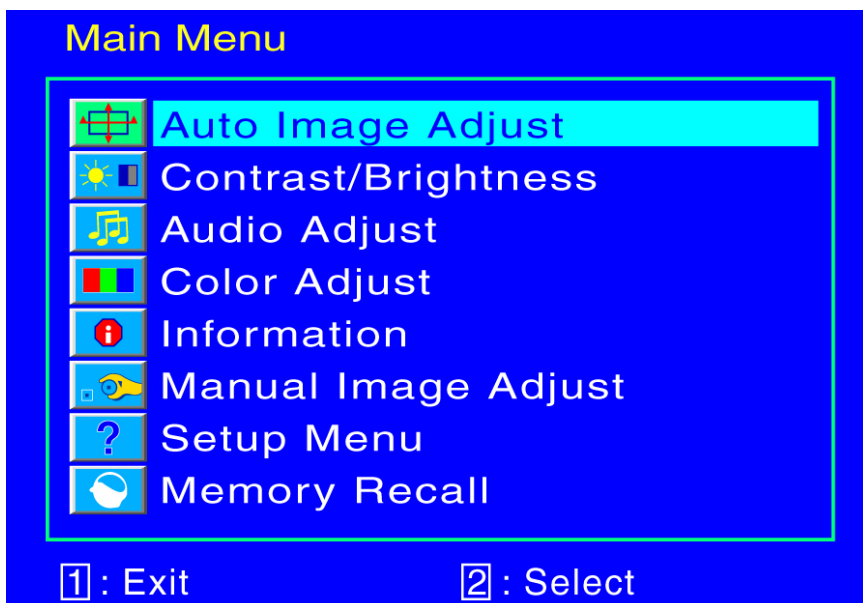 Main Menu
Auto Image Adjust
Contrast/Brightness
Audio Adjust
Color Adjust
Information
Manual Image Adjust
Setup Menu
Memory Recall
1 : Exit 2 : Select